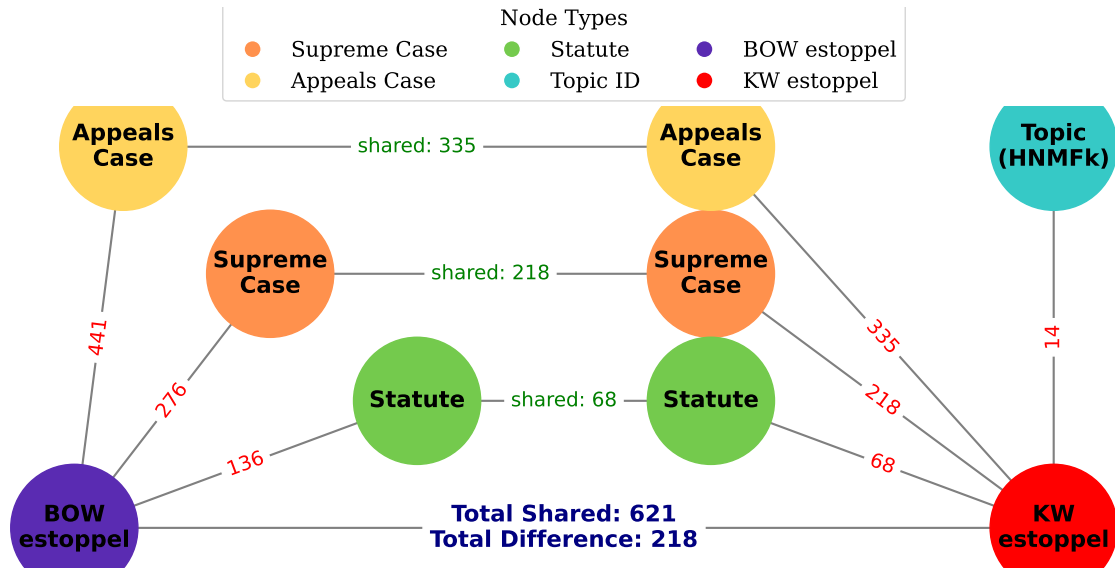 Node Types
Supreme Case
Statute
BOW estoppel
Appeals Case
Topic ID
KW estoppel
Appeals
Case
shared: 335
Appeals
Case
Topic
(HNMFk)
Supreme
Case
shared: 218
Supreme
Case
441
335
14
276
Statute
shared: 68
Statute
218
136
68
BOW
estoppel
Total Shared: 621
Total Difference: 218
KW
estoppel